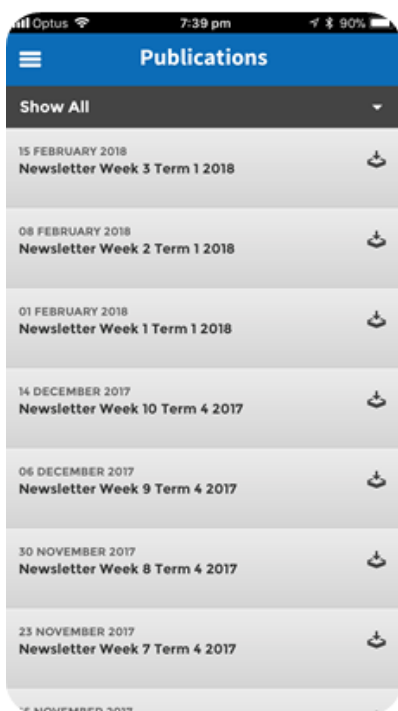 Optus 7:39 pm 90%
Publications
Show All
15 FEBRUARY 2018
Newsletter Week 3 Term 1 2018
08 FEBRUARY 2018
Newsletter Week 2 Term 1 2018
01 FEBRUARY 2018
Newsletter Week 1 Term 1 2018
14 DECEMBER 2017
Newsletter Week 10 Term 4 2017
06 DECEMBER 2017
Newsletter Week 9 Term 4 2017
30 NOVEMBER 2017
Newsletter Week 8 Term 4 2017
23 NOVEMBER 2017
Newsletter Week 7 Term 4 2017
NOVEMBER 2017